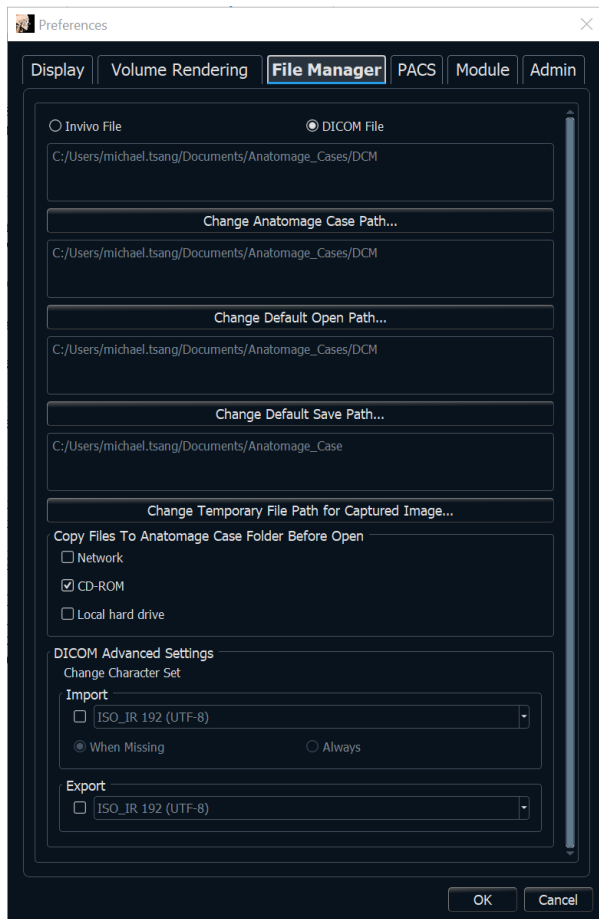 Preferences
Display Volume Rendering File Manager PACS Module Admin
Invivo File DICOM File
C:/Users/michael.tsang/Documents/Anatomage_Cases/DCM
Change Anatomage Case Path...
C:/Users/michael.tsang/Documents/Anatomage_Cases/DCM
Change Default Open Path...
C:/Users/michael.tsang/Documents/Anatomage_Cases/DCM
Change Default Save Path...
C:/Users/michael.tsang/Documents/Anatomage_Case
Change Temporary File Path for Captured Image...
Copy Files To Anatomage Case Folder Before Open
Network
CD-ROM
Local hard drive
DICOM Advanced Settings
Change Character Set
Import
ISO_IR 192 (UTF-8)
When Missing Always
Export
ISO_IR 192 (UTF-8)
OK Cancel